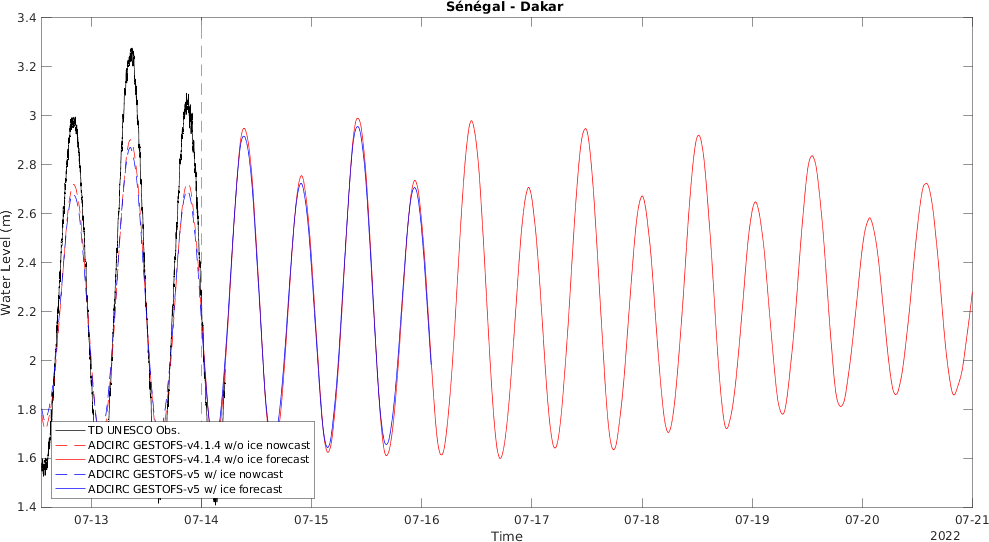 Sénégal - Dakar
3.4
3.2
3
2.8
2.6
2.4
2.2
2
1.8
1.6
1.4
Water Level (m)
TD UNESCO Obs.
ADCIRC GESTOFS-v4.1.4 w/o ice nowcast
ADCIRC GESTOFS-v4.1.4 w/o ice forecast
ADCIRC GESTOFS-v5 w/ ice nowcast
ADCIRC GESTOFS-v5 w/ ice forecast
07-13 07-14 07-15 07-16 07-17 07-18 07-19 07-20 07-21
Time
2022